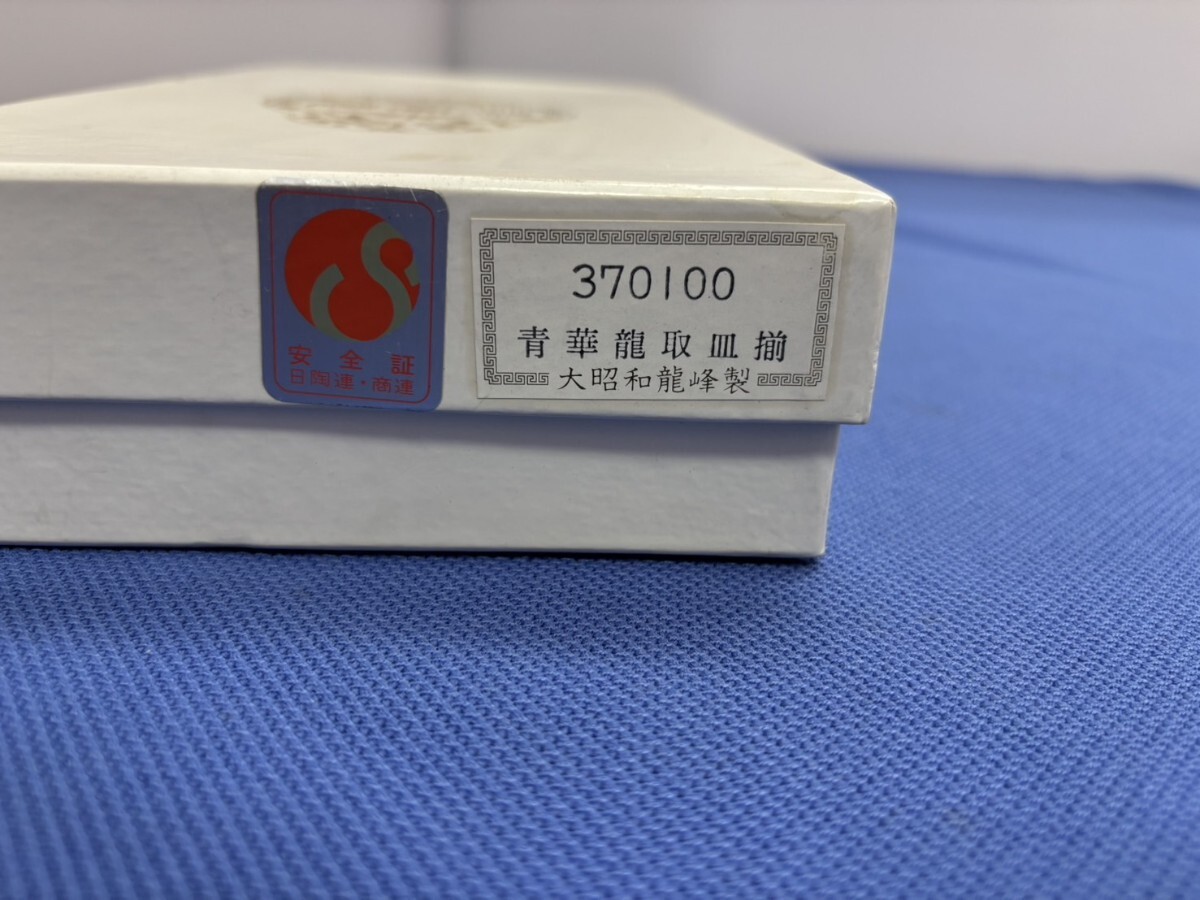 安全証
日陶連・商連
370100
青華龍取皿揃
大昭和龍峰製